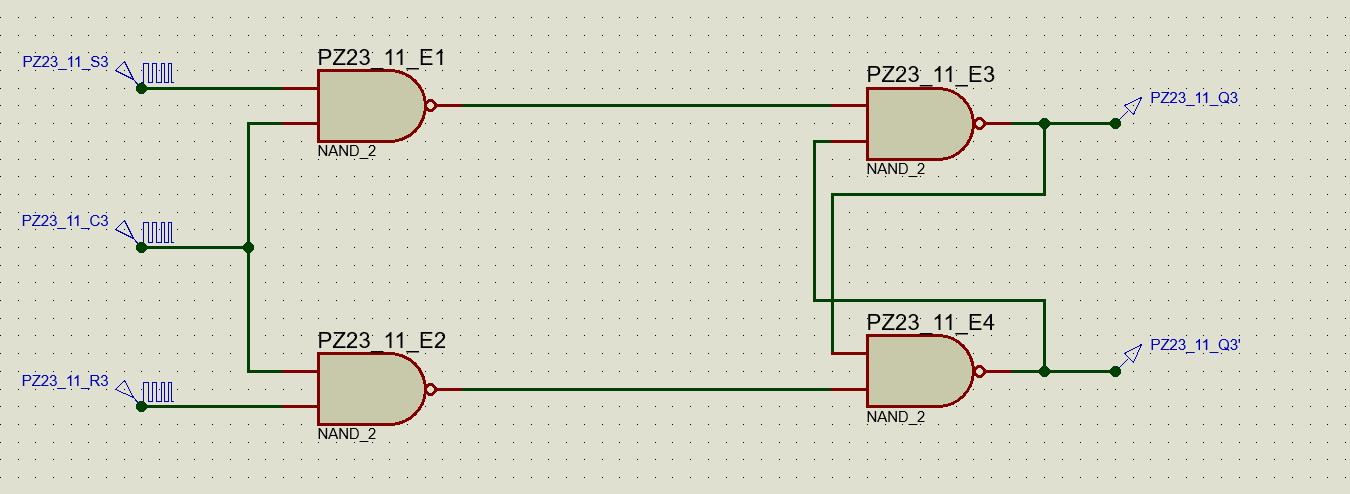 PZ23_11_S3
PZ23_11_E1
NAND_2
PZ23_11_E3
NAND_2
PZ23_11_Q3
PZ23_11_C3
PZ23_11_E2
NAND_2
PZ23_11_E4
NAND_2
PZ23_11_Q3'
PZ23_11_R3